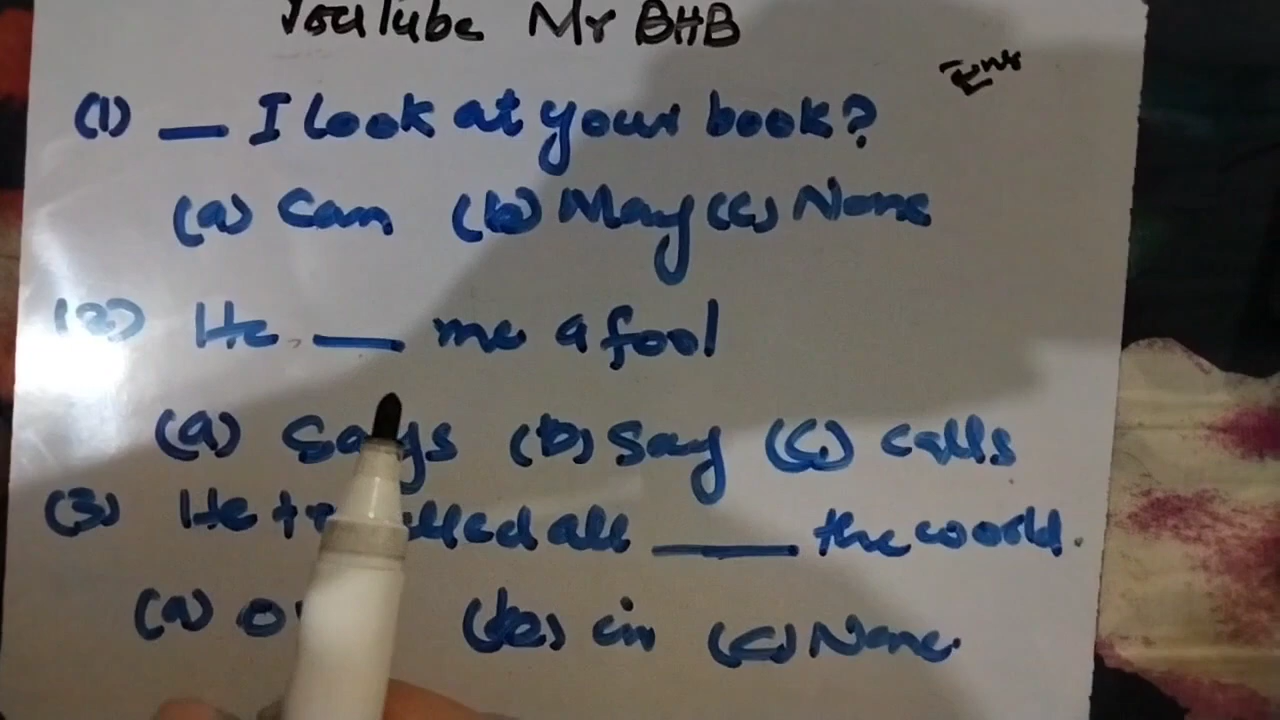 YouTube Mr BHB
(1) __ I look at your book?
(a) Can (b) May (c) None
(2) He __ me a fool
(a) Says (b) Say (c) calls
(3) He all ___ the world.
(a) (b) in (c) None